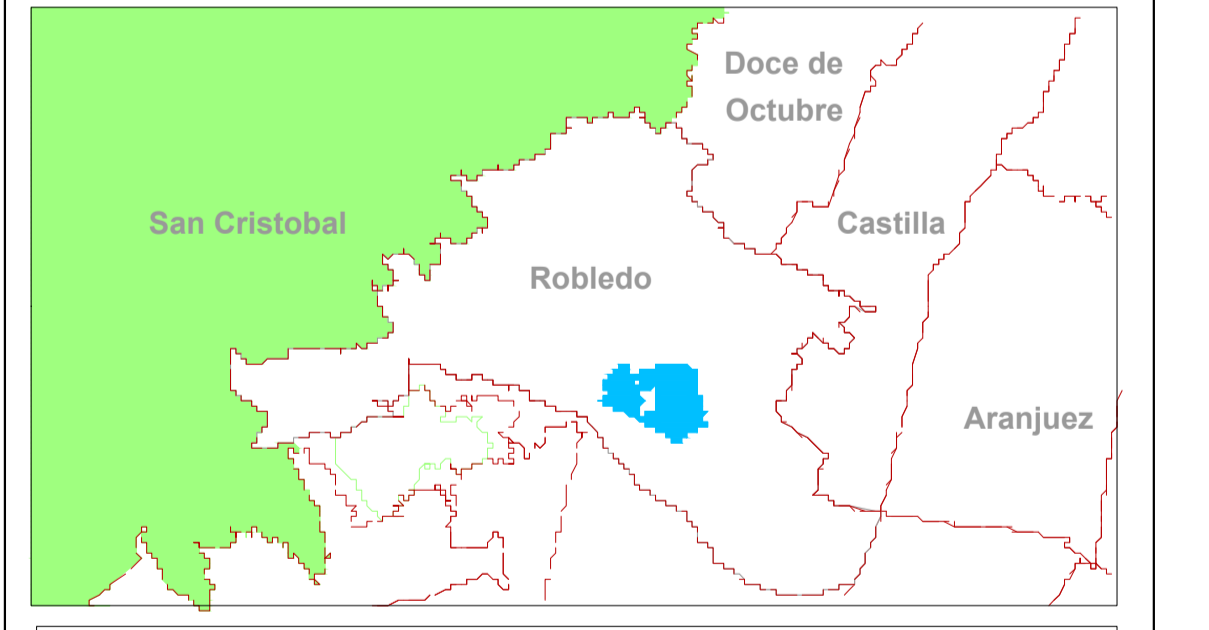 Doce de
Octubre
San Cristobal
Castilla
Robledo
Aranjuez